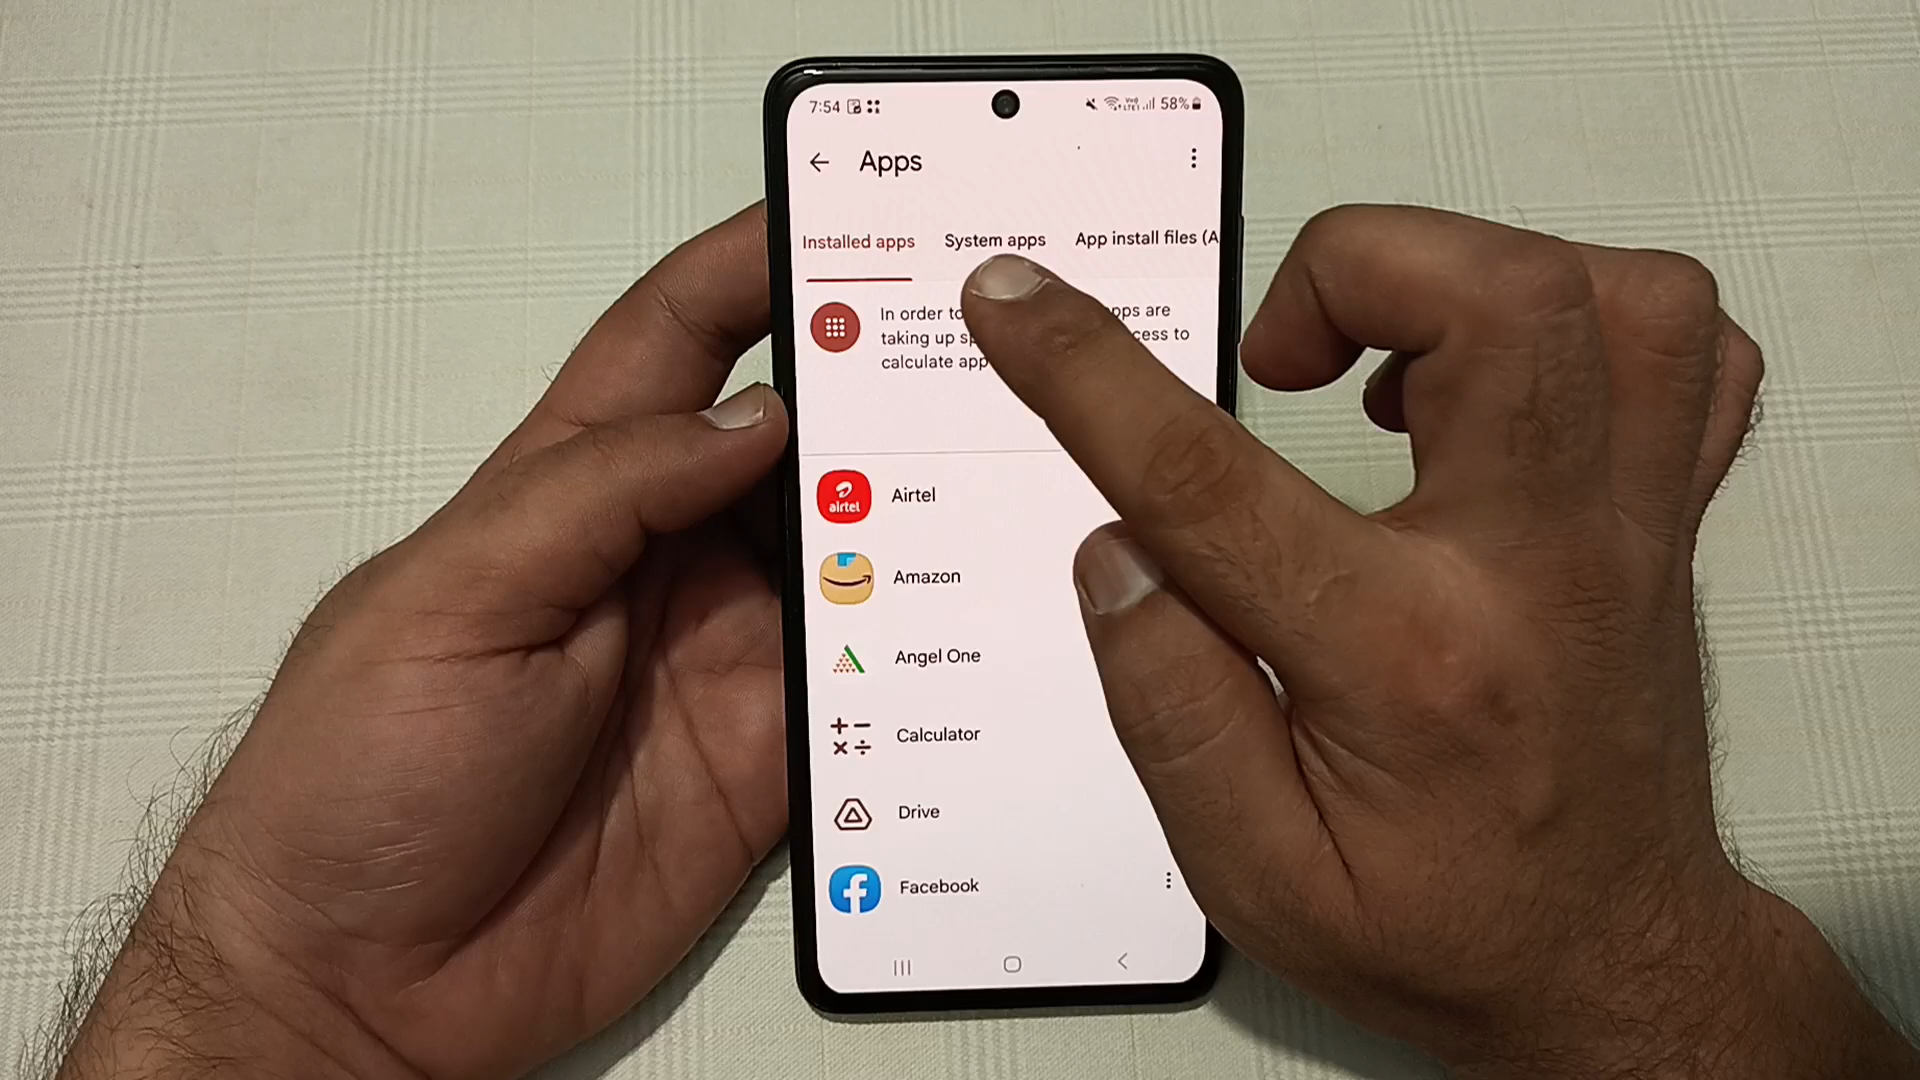 7:54 58%
Apps
Installed apps System apps App install files (A
In order to pps are
taking up cess to
calculate app
airtel Airtel
Amazon
Angel One
Calculator
Drive
Facebook